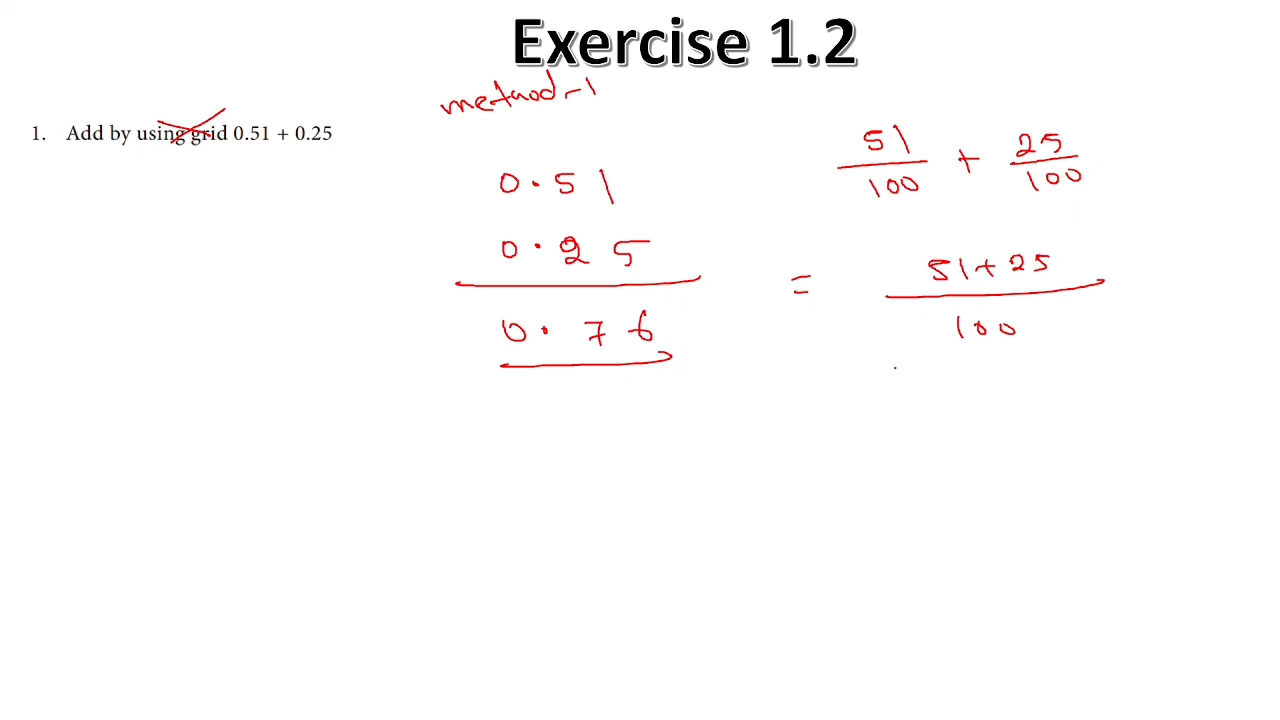 Exercise 1.2
method-1
1. Add by using grid 0.51 + 0.25
0.51
0.25
0.76
51/100 + 25/100
= 51+25/100